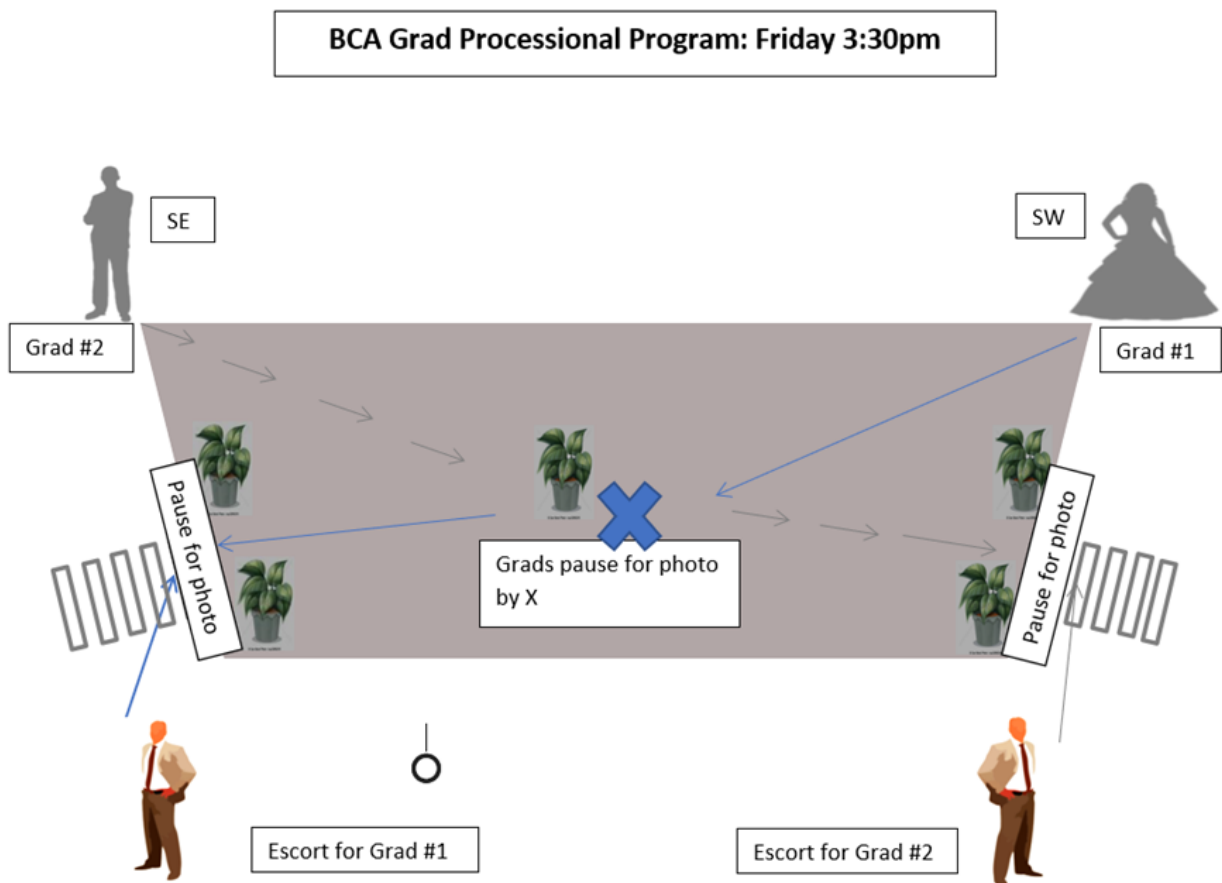 BCA Grad Processional Program: Friday 3:30pm
SE
SW
Grad #2
Grad #1
Pause for photo
Grads pause for photo
by X
Pause for photo
Escort for Grad #1
Escort for Grad #2